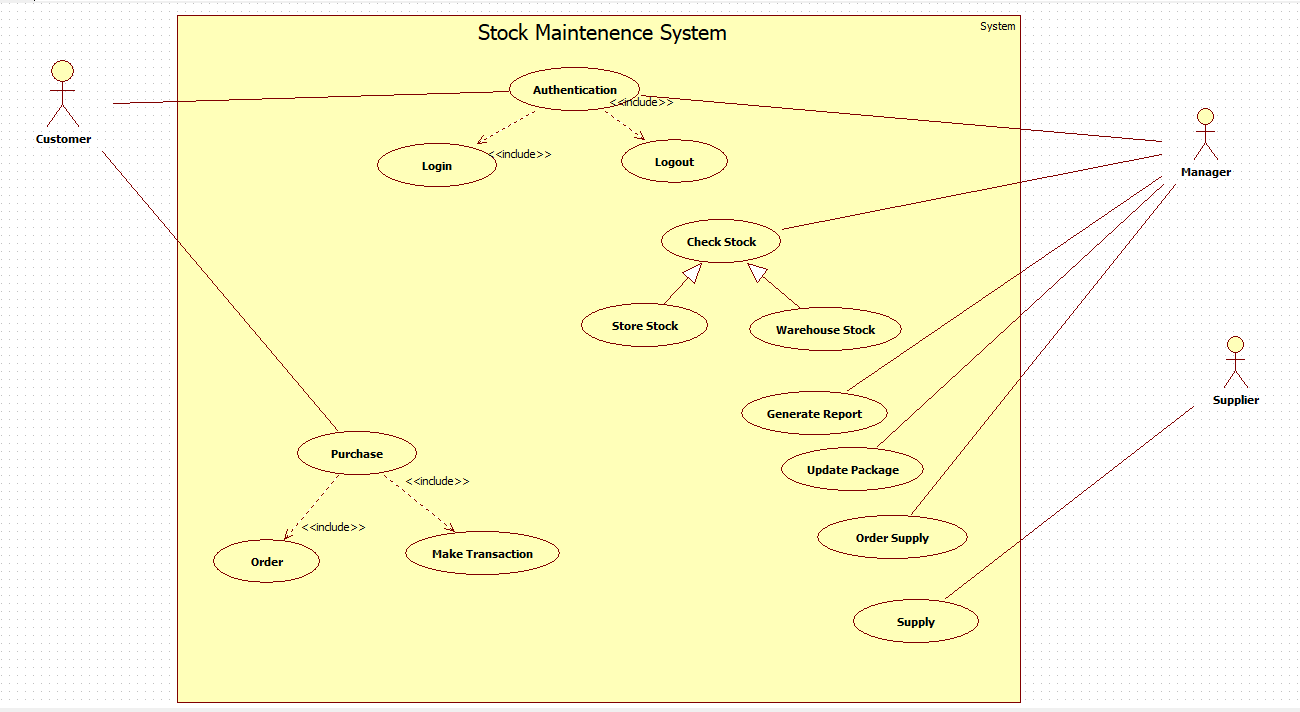 Stock Maintenence System
System
Authentication
<<include>>
Customer
<<include>>
Login
Logout
Manager
Check Stock
Store Stock
Warehouse Stock
Supplier
Generate Report
Purchase
Update Package
<<include>>
<<include>>
Order Supply
Order
Make Transaction
Supply